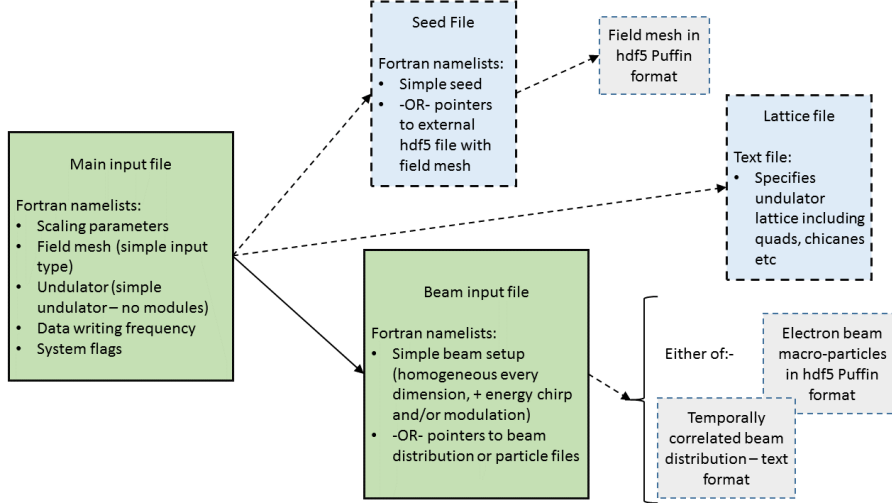 Main input file
Fortran namelists:
• Scaling parameters
• Field mesh (simple input
type)
• Undulator (simple
undulator – no modules)
• Data writing frequency
• System flags
Seed File
Fortran namelists:
• Simple seed
• -OR- pointers
to external
hdf5 file with
field mesh
Field mesh in
hdf5 Puffin
format
Lattice file
Text file:
• Specifies
undulator
lattice including
quads, chicanes
etc
Beam input file
Fortran namelists:
• Simple beam setup
(homogeneous every
dimension, + energy chirp
and/or modulation)
• -OR- pointers to beam
distribution or particle files
Either of:-
Electron beam
macro-particles
in hdf5 Puffin
format
Temporally
correlated beam
distribution – text
format